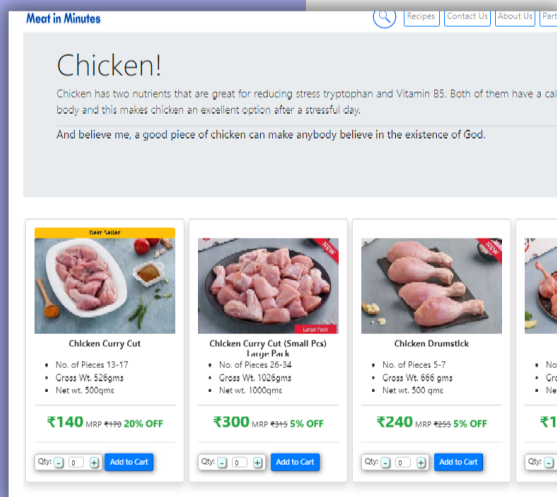 Meat in Minutes
Recipes Contact Us About Us Part
Chicken!
Chicken has two nutrients that are great for reducing stress tryptophan and Vitamin B5. Both of them have a cal
body and this makes chicken an excellent option after a stressful day.
And believe me, a good piece of chicken can make anybody believe in the existence of God.
Best Seller
Chicken Curry Cut
No. of Pieces 13-17
Gross Wt. 526gms
Net wt. 500gms
₹140 MRP ₹170 20% OFF
Qty: - 0 + Add to Cart
NEW
Large Pack
Chicken Curry Cut (Small Pcs)
Large Pack
No. of Pieces 26-34
Gross Wt. 1026gms
Net wt. 1000gms
₹300 MRP ₹315 5% OFF
Qty: - 0 + Add to Cart
NEW
Chicken Drumstick
No. of Pieces 5-7
Gross Wt. 666 gms
Net wt. 500 gms
₹240 MRP ₹255 5% OFF
Qty: - 0 + Add to Cart
No
Gro
Ne
₹1
Qty: -